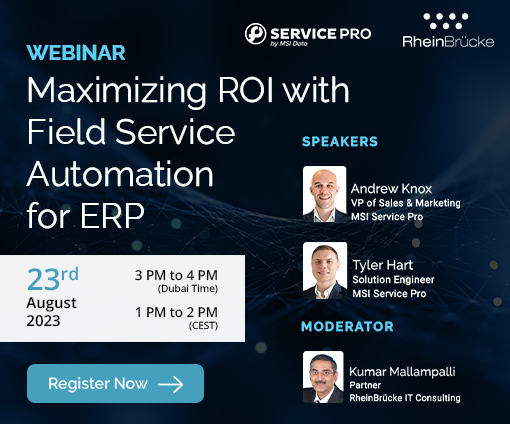 SERVICE PRO
by MSI Data
RheinBrücke
WEBINAR
Maximizing ROI with
Field Service
Automation
for ERP
23rd
August
2023
3 PM to 4 PM
(Dubai Time)
1 PM to 2 PM
(CEST)
Register Now
SPEAKERS
Andrew Knox
VP of Sales & Marketing
MSI Service Pro
Tyler Hart
Solution Engineer
MSI Service Pro
MODERATOR
Kumar Mallampalli
Partner
RheinBrücke IT Consulting